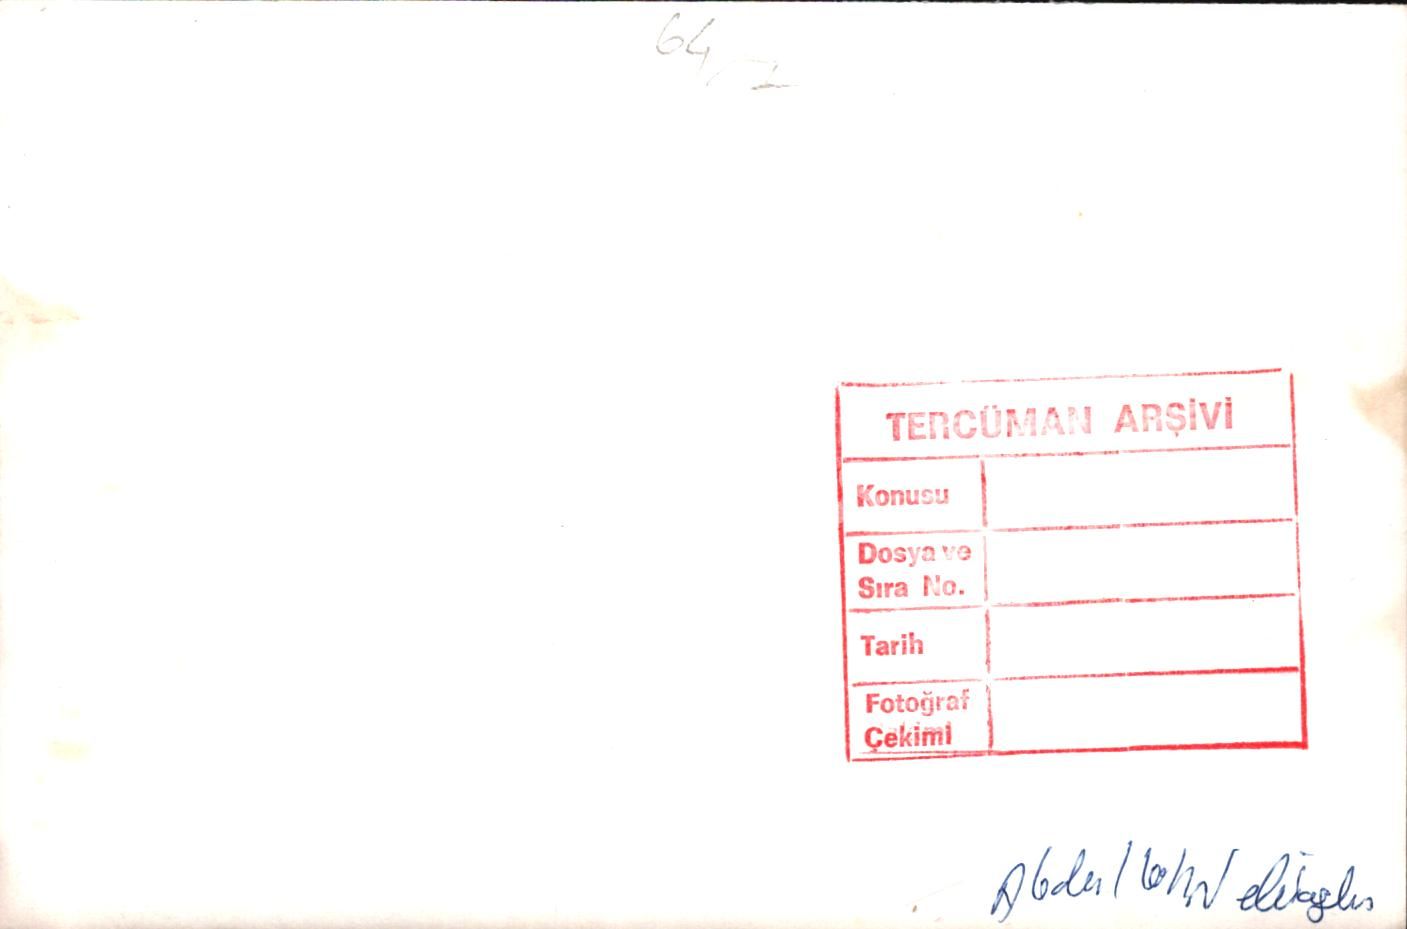 64
TERCÜMAN ARŞİVİ
Konusu
Dosya ve
Sıra No.
Tarih
Fotoğraf
Çekimi